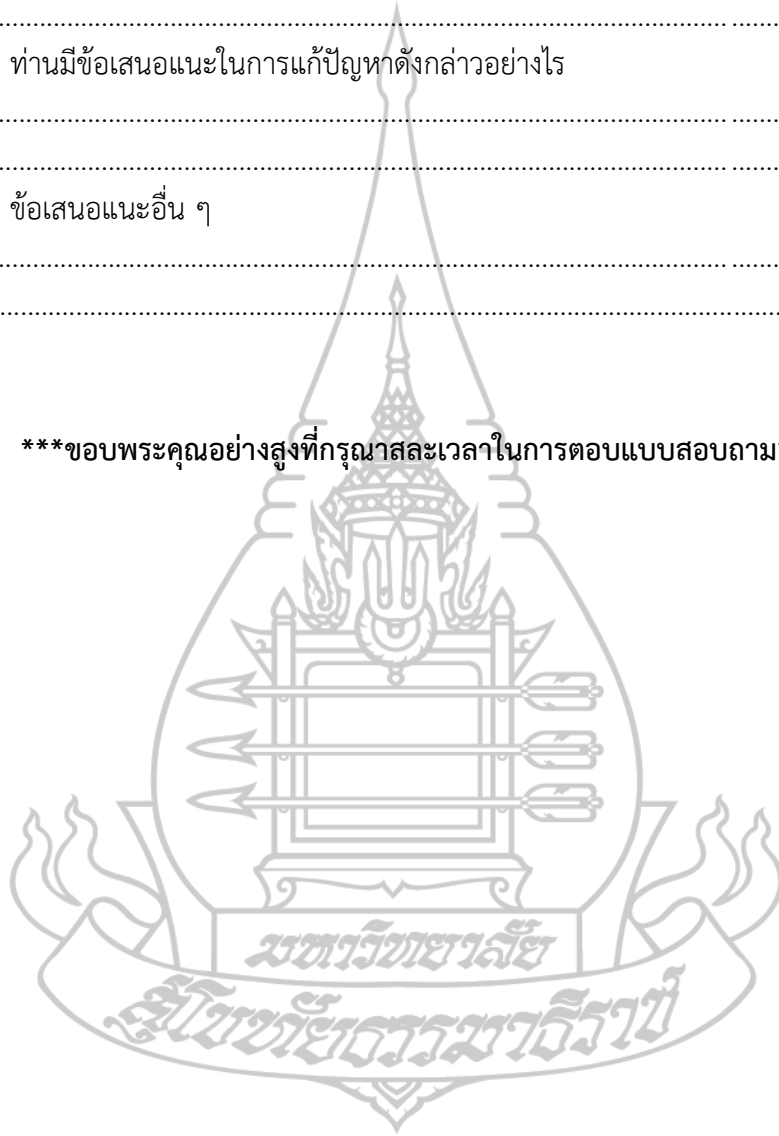 ........................................................................................................................
ท่านมีข้อเสนอแนะในการแก้ปัญหาดังกล่าวอย่างไร
........................................................................................................................
........................................................................................................................
ข้อเสนอแนะอื่น ๆ
........................................................................................................................
........................................................................................................................
***ขอบพระคุณอย่างสูงที่กรุณาสละเวลาในการตอบแบบสอบถาม
มหาวิทยาลัย
สุโขทัยธรรมาธิราช